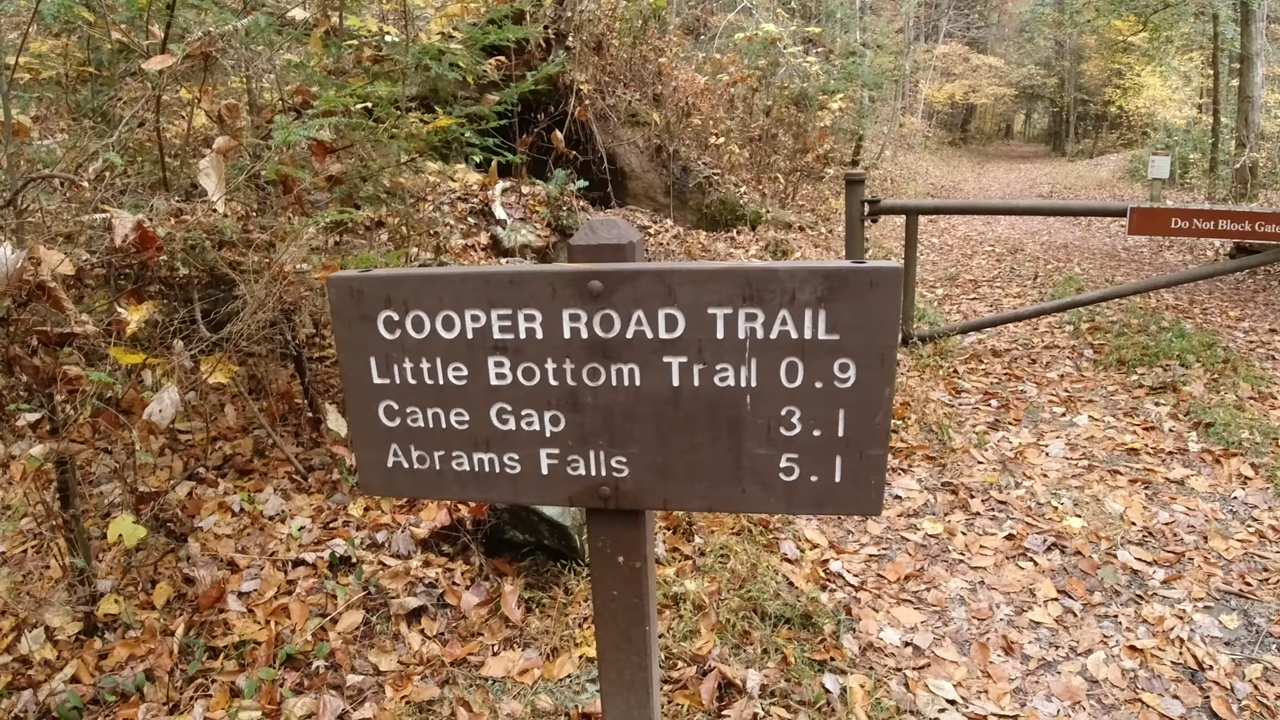 COOPER ROAD TRAIL
Little Bottom Trail 0.9
Cane Gap 3.1
Abrams Falls 5.1
Do Not Block Gate